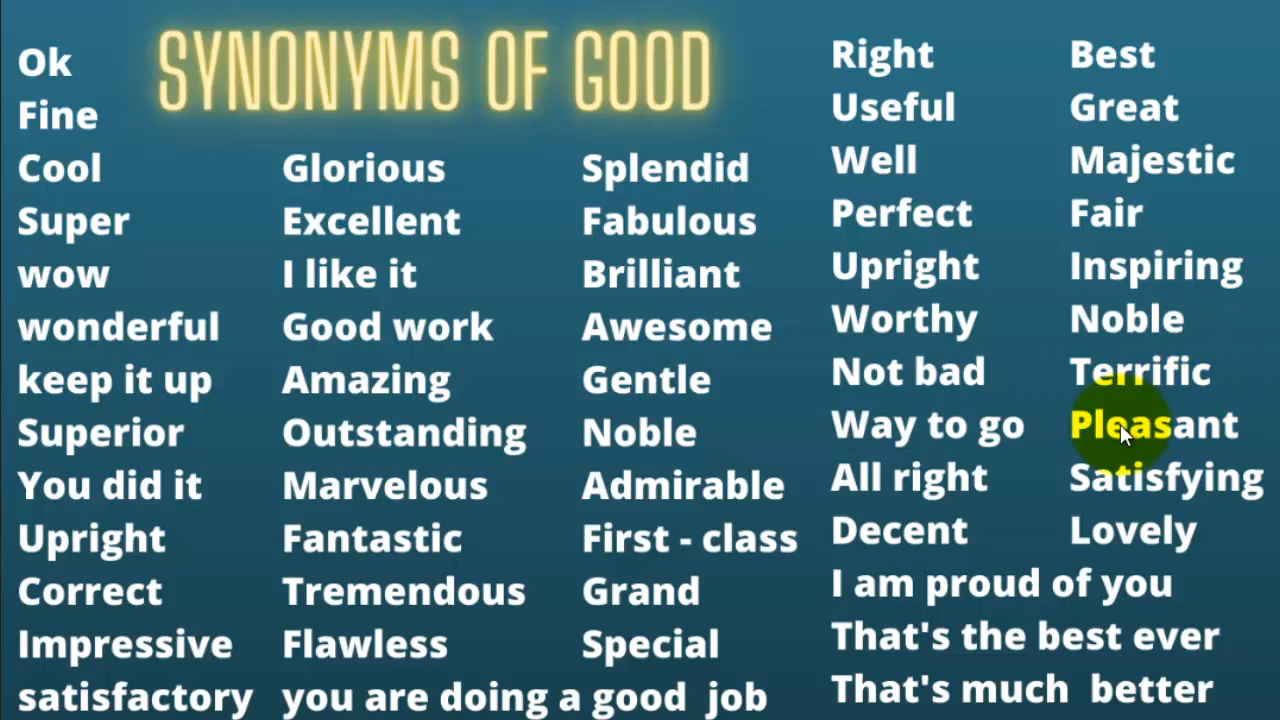 SYNONYMS OF GOOD
Ok
Fine
Cool
Super
wow
wonderful
keep it up
Superior
You did it
Upright
Correct
Impressive
satisfactory
Glorious
Excellent
I like it
Good work
Amazing
Outstanding
Marvelous
Fantastic
Tremendous
Flawless
you are doing a good job
Splendid
Fabulous
Brilliant
Awesome
Gentle
Noble
Admirable
First - class
Grand
Special
Right
Useful
Well
Perfect
Upright
Worthy
Not bad
Way to go
All right
Decent
I am proud of you
That's the best ever
That's much better
Best
Great
Majestic
Fair
Inspiring
Noble
Terrific
Pleasant
Satisfying
Lovely